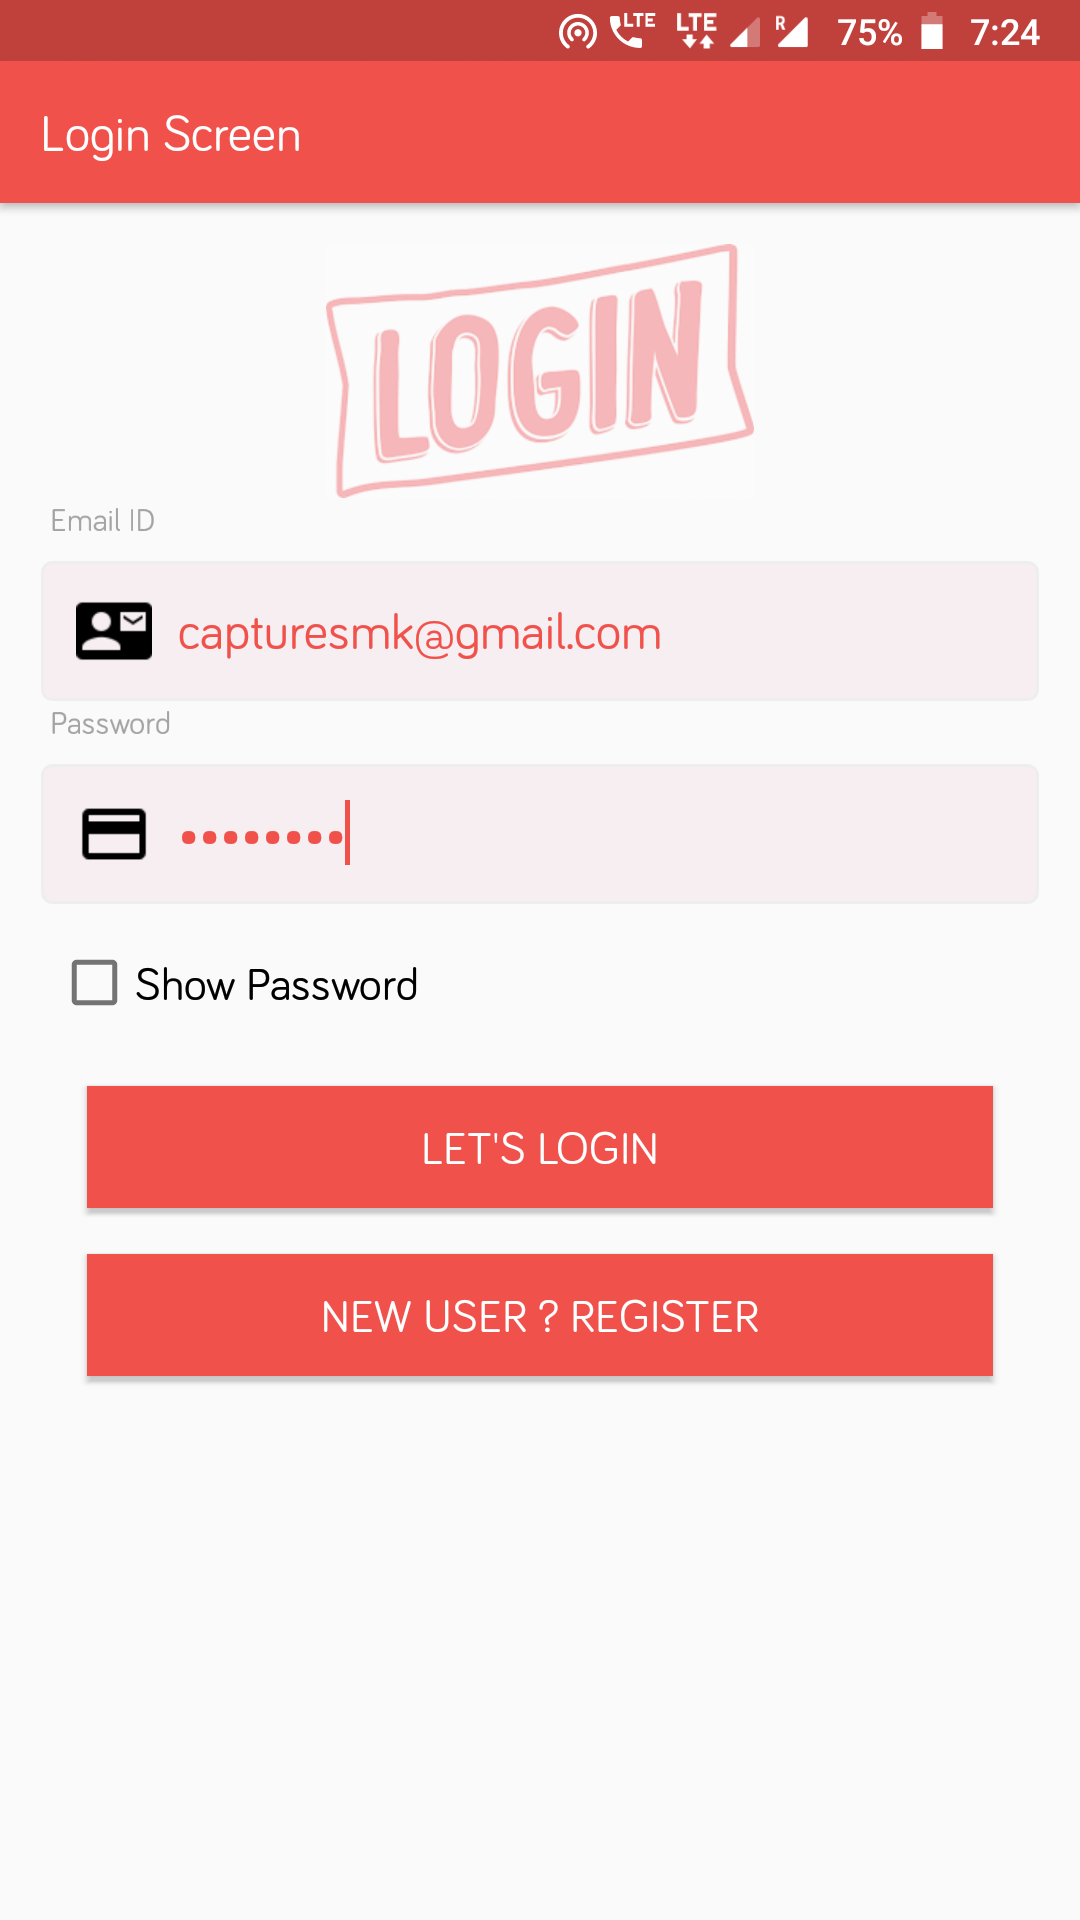 LTE LTE R 75% 7:24
Login Screen
LOGIN
Email ID
capturesmk@gmail.com
Password
••••••••
Show Password
LET'S LOGIN
NEW USER ? REGISTER